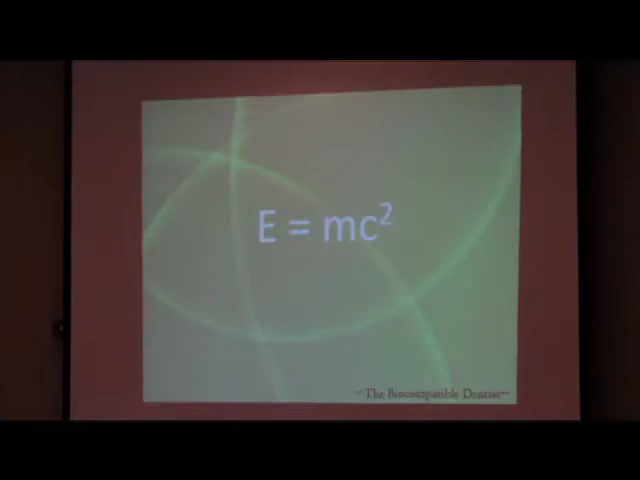 E = mc²
~The Biocompatible Dentist~